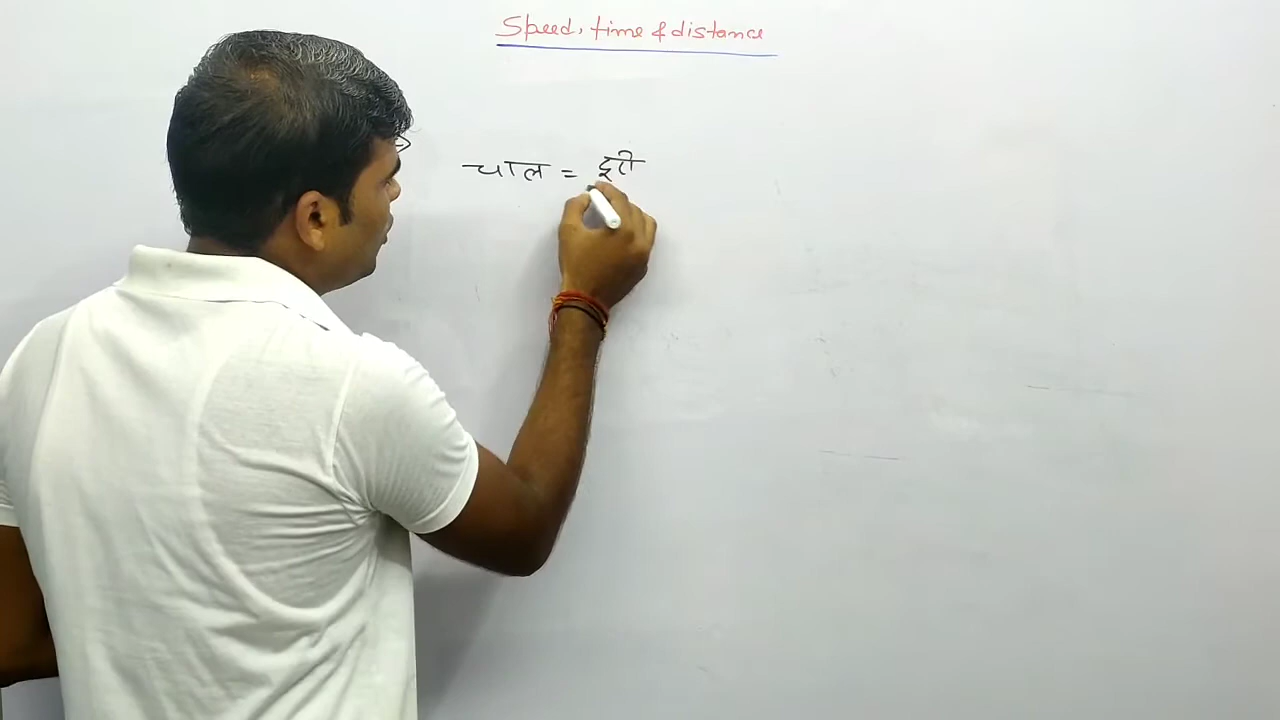 Speed, time & distance
चाल = दूरी